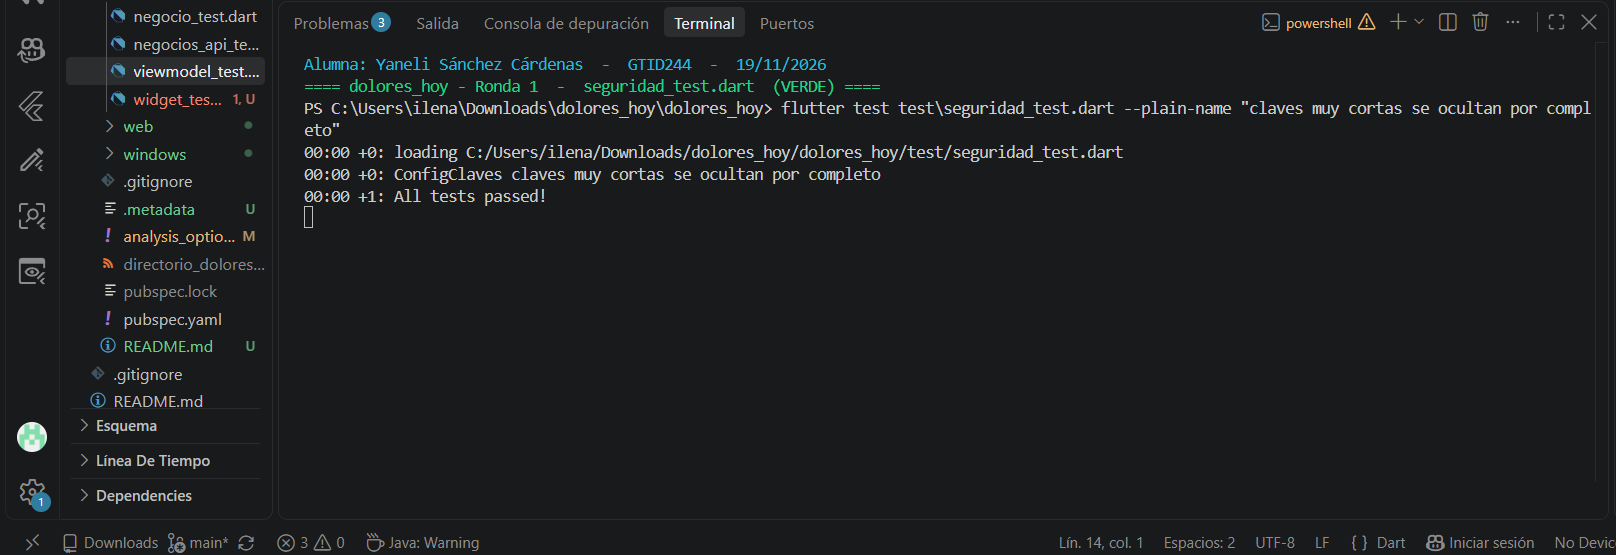 negocio_test.dart
negocios_api_te...
viewmodel_test....
widget_tes... 1, U
web
windows
.gitignore
.metadata U
analysis_optio... M
directorio_dolores...
pubspec.lock
pubspec.yaml
README.md U
.gitignore
README.md
Esquema
Línea De Tiempo
Dependencies
1
Problemas 3 Salida Consola de depuración Terminal Puertos powershell
Alumna: Yaneli Sánchez Cárdenas - GTID244 - 19/11/2026
==== dolores_hoy - Ronda 1 - seguridad_test.dart (VERDE) ====
PS C:\Users\ilena\Downloads\dolores_hoy\dolores_hoy> flutter test test\seguridad_test.dart --plain-name "claves muy cortas se ocultan por compl
eto"
00:00 +0: loading C:/Users/ilena/Downloads/dolores_hoy/dolores_hoy/test/seguridad_test.dart
00:00 +0: ConfigClaves claves muy cortas se ocultan por completo
00:00 +1: All tests passed!
Downloads main* 3 0 Java: Warning Lín. 14, col. 1 Espacios: 2 UTF-8 LF { } Dart Iniciar sesión No Devic